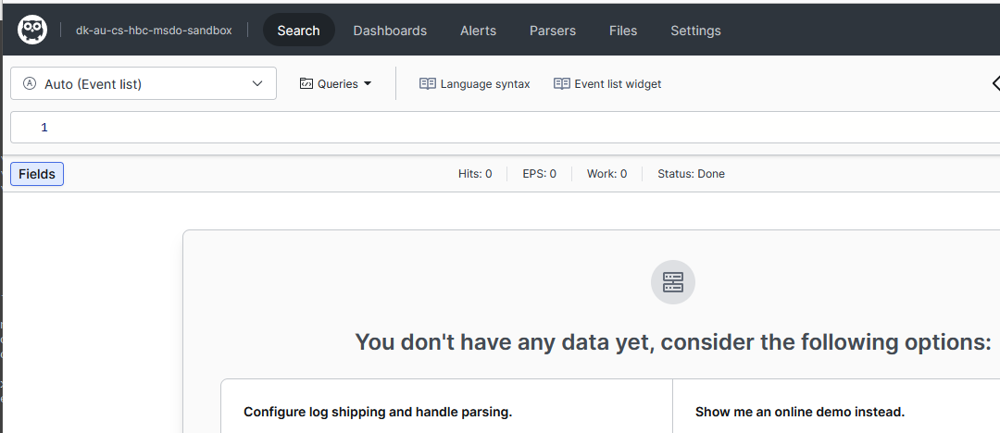 dk-au-cs-hbc-msdo-sandbox Search Dashboards Alerts Parsers Files Settings
A Auto (Event list) Queries Language syntax Event list widget
1
Fields Hits: 0 EPS: 0 Work: 0 Status: Done
You don't have any data yet, consider the following options:
Configure log shipping and handle parsing. Show me an online demo instead.